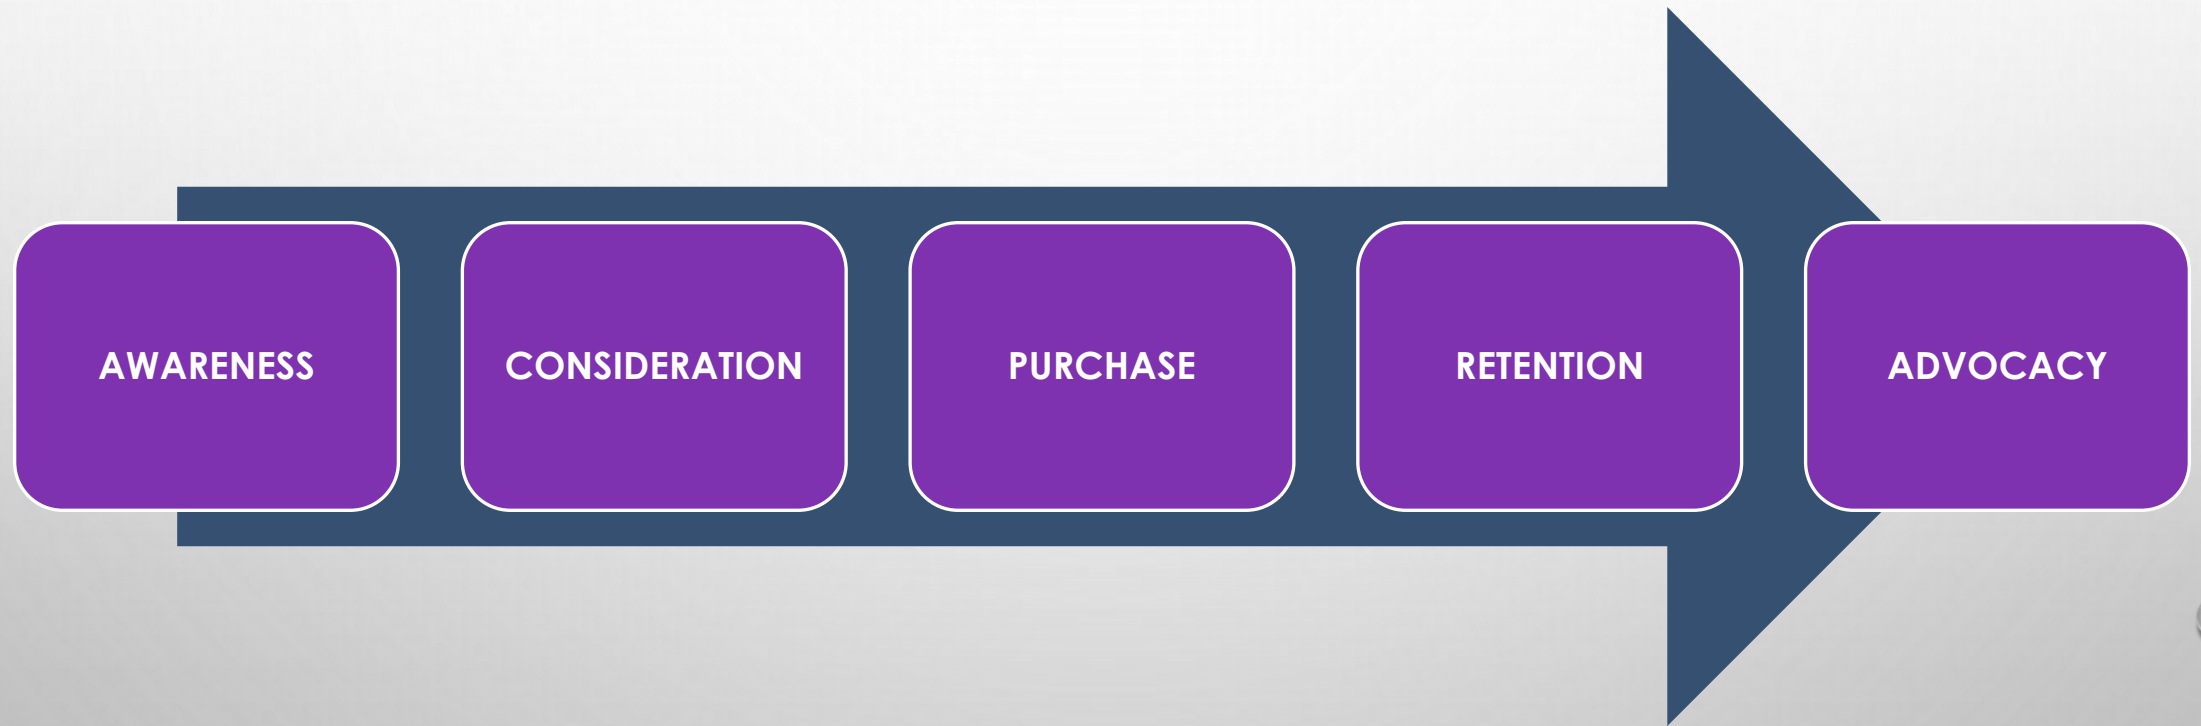 AWARENESS
CONSIDERATION
PURCHASE
RETENTION
ADVOCACY